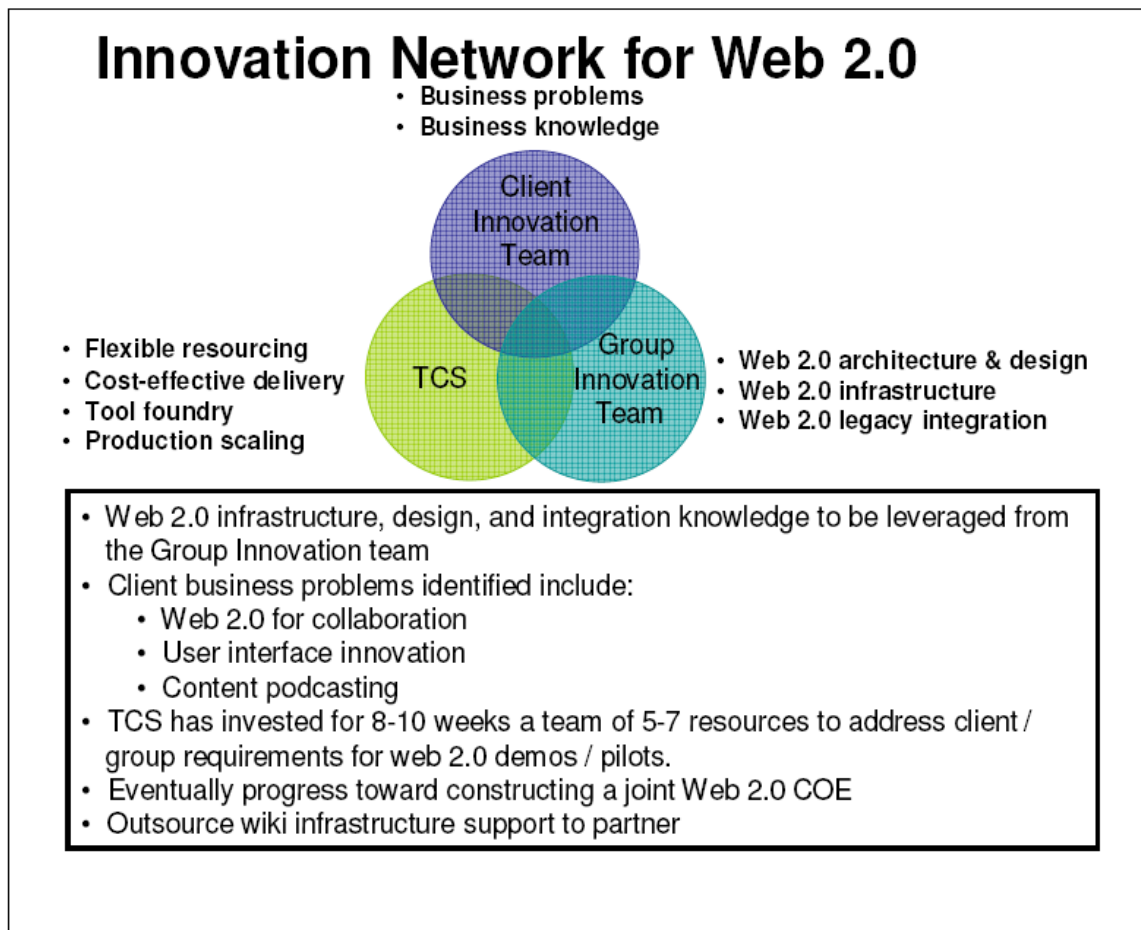 Innovation Network for Web 2.0
• Business problems
• Business knowledge
Client
Innovation
Team
TCS
Group
Innovation
Team
• Flexible resourcing
• Cost-effective delivery
• Tool foundry
• Production scaling
• Web 2.0 architecture & design
• Web 2.0 infrastructure
• Web 2.0 legacy integration
• Web 2.0 infrastructure, design, and integration knowledge to be leveraged from
the Group Innovation team
• Client business problems identified include:
• Web 2.0 for collaboration
• User interface innovation
• Content podcasting
• TCS has invested for 8-10 weeks a team of 5-7 resources to address client /
group requirements for web 2.0 demos / pilots.
• Eventually progress toward constructing a joint Web 2.0 COE
• Outsource wiki infrastructure support to partner